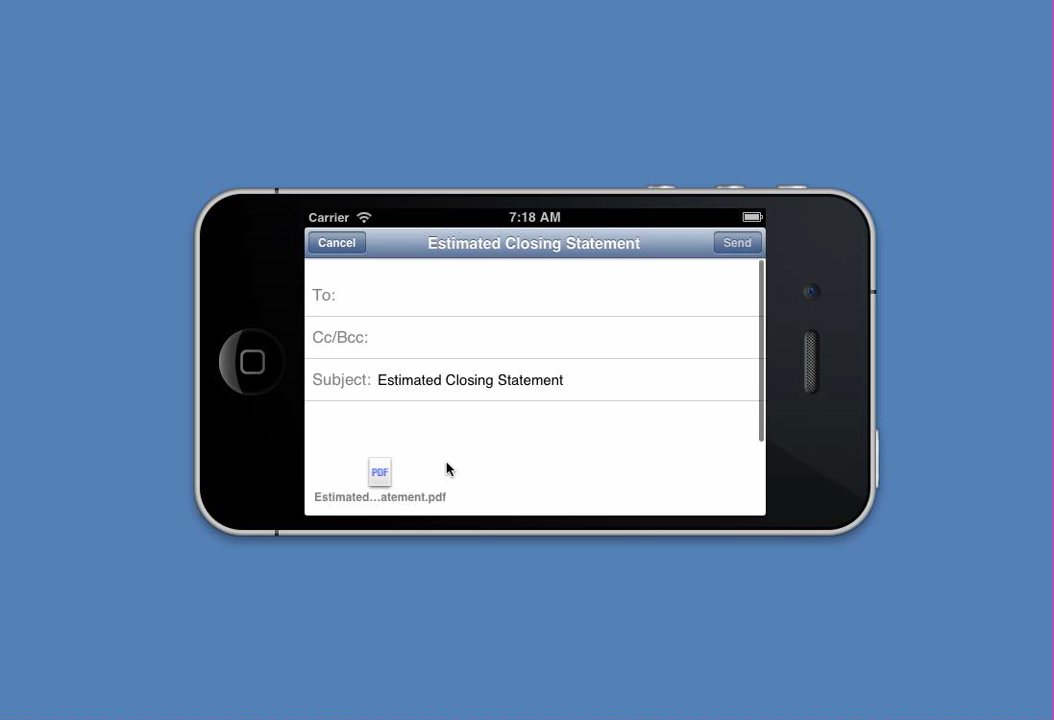 Carrier 7:18 AM
Cancel Estimated Closing Statement Send
To:
Cc/Bcc:
Subject: Estimated Closing Statement
PDF
Estimated...atement.pdf